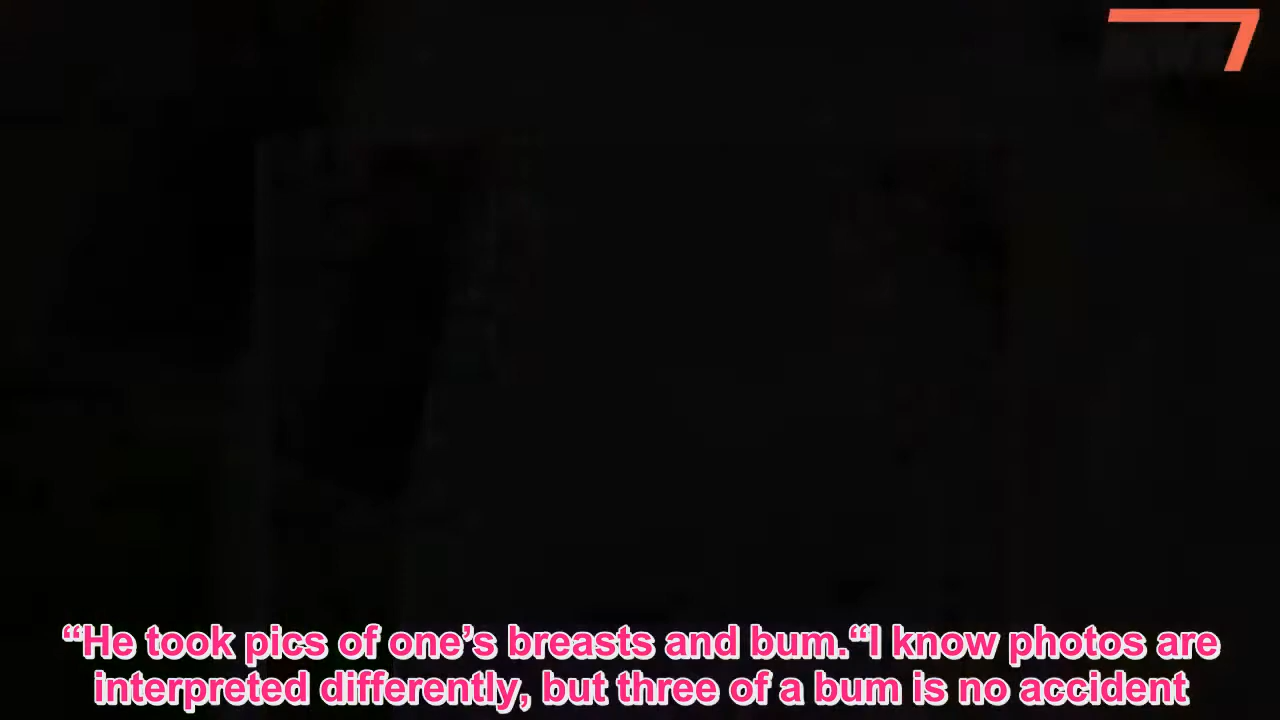 “He took pics of one’s breasts and bum.“I know photos are
interpreted differently, but three of a bum is no accident